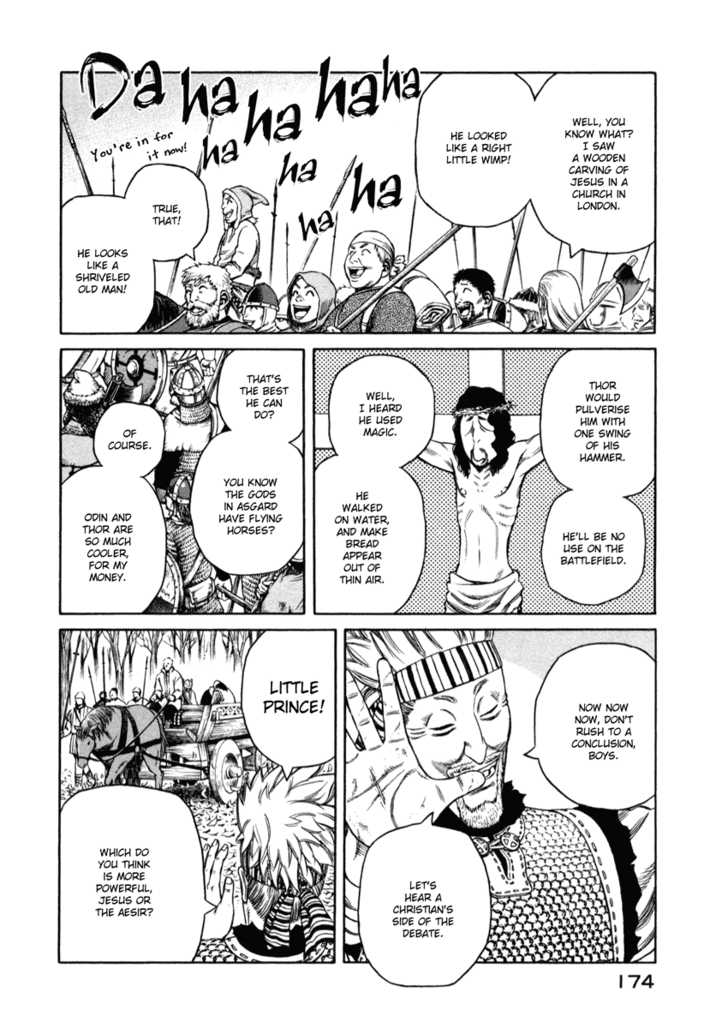 WELL, YOU
KNOW WHAT?
I SAW
A WOODEN
CARVING OF
JESUS IN A
CHURCH IN
LONDON.
HE LOOKED
LIKE A RIGHT
LITTLE WIMP!
Da ha ha ha ha
ha ha ha ha
You're in for
it now!
TRUE,
THAT!
HE LOOKS
LIKE A
SHRIVELED
OLD MAN!
THOR
WOULD
PULVERISE
HIM WITH
ONE SWING
OF HIS
HAMMER.
HE'LL BE NO
USE ON THE
BATTLEFIELD.
WELL,
I HEARD
HE USED
MAGIC.
HE
WALKED
ON WATER,
AND MAKE
BREAD
APPEAR
OUT OF
THIN AIR.
THAT'S
THE BEST
HE CAN
DO?
YOU KNOW
THE GODS
IN ASGARD
HAVE FLYING
HORSES?
OF
COURSE.
ODIN AND
THOR ARE
SO MUCH
COOLER,
FOR MY
MONEY.
NOW NOW
NOW, DON'T
RUSH TO A
CONCLUSION,
BOYS.
LET'S
HEAR A
CHRISTIAN'S
SIDE OF THE
DEBATE.
LITTLE
PRINCE!
WHICH DO
YOU THINK
IS MORE
POWERFUL,
JESUS OR
THE AESIR?
174